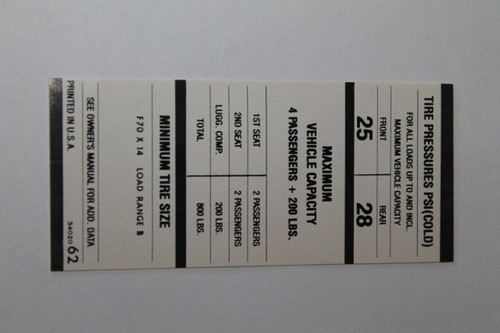 TIRE PRESSURES PSI(COLD)
FOR ALL LOADS UP TO AND INCL.
MAXIMUM VEHICLE CAPACITY
FRONT REAR
25 28
MAXIMUM
VEHICLE CAPACITY
4 PASSENGERS + 200 LBS.
1ST SEAT 2 PASSENGERS
2ND SEAT 2 PASSENGERS
LUGG. COMP. 200 LBS.
TOTAL 800 LBS.
MINIMUM TIRE SIZE
F70 X 14 LOAD RANGE B
SEE OWNER'S MANUAL FOR ADD. DATA
PRINTED IN U.S.A. 34020 62